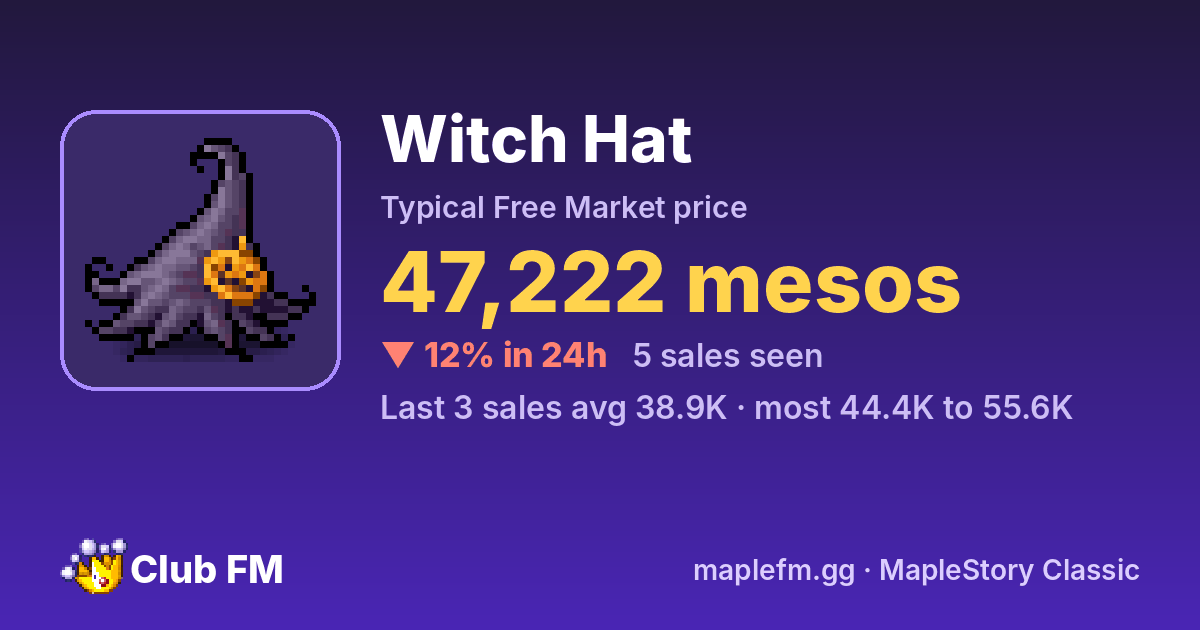 Witch Hat
Typical Free Market price
47,222 mesos
▼ 12% in 24h 5 sales seen
Last 3 sales avg 38.9K · most 44.4K to 55.6K
Club FM
maplefm.gg · MapleStory Classic